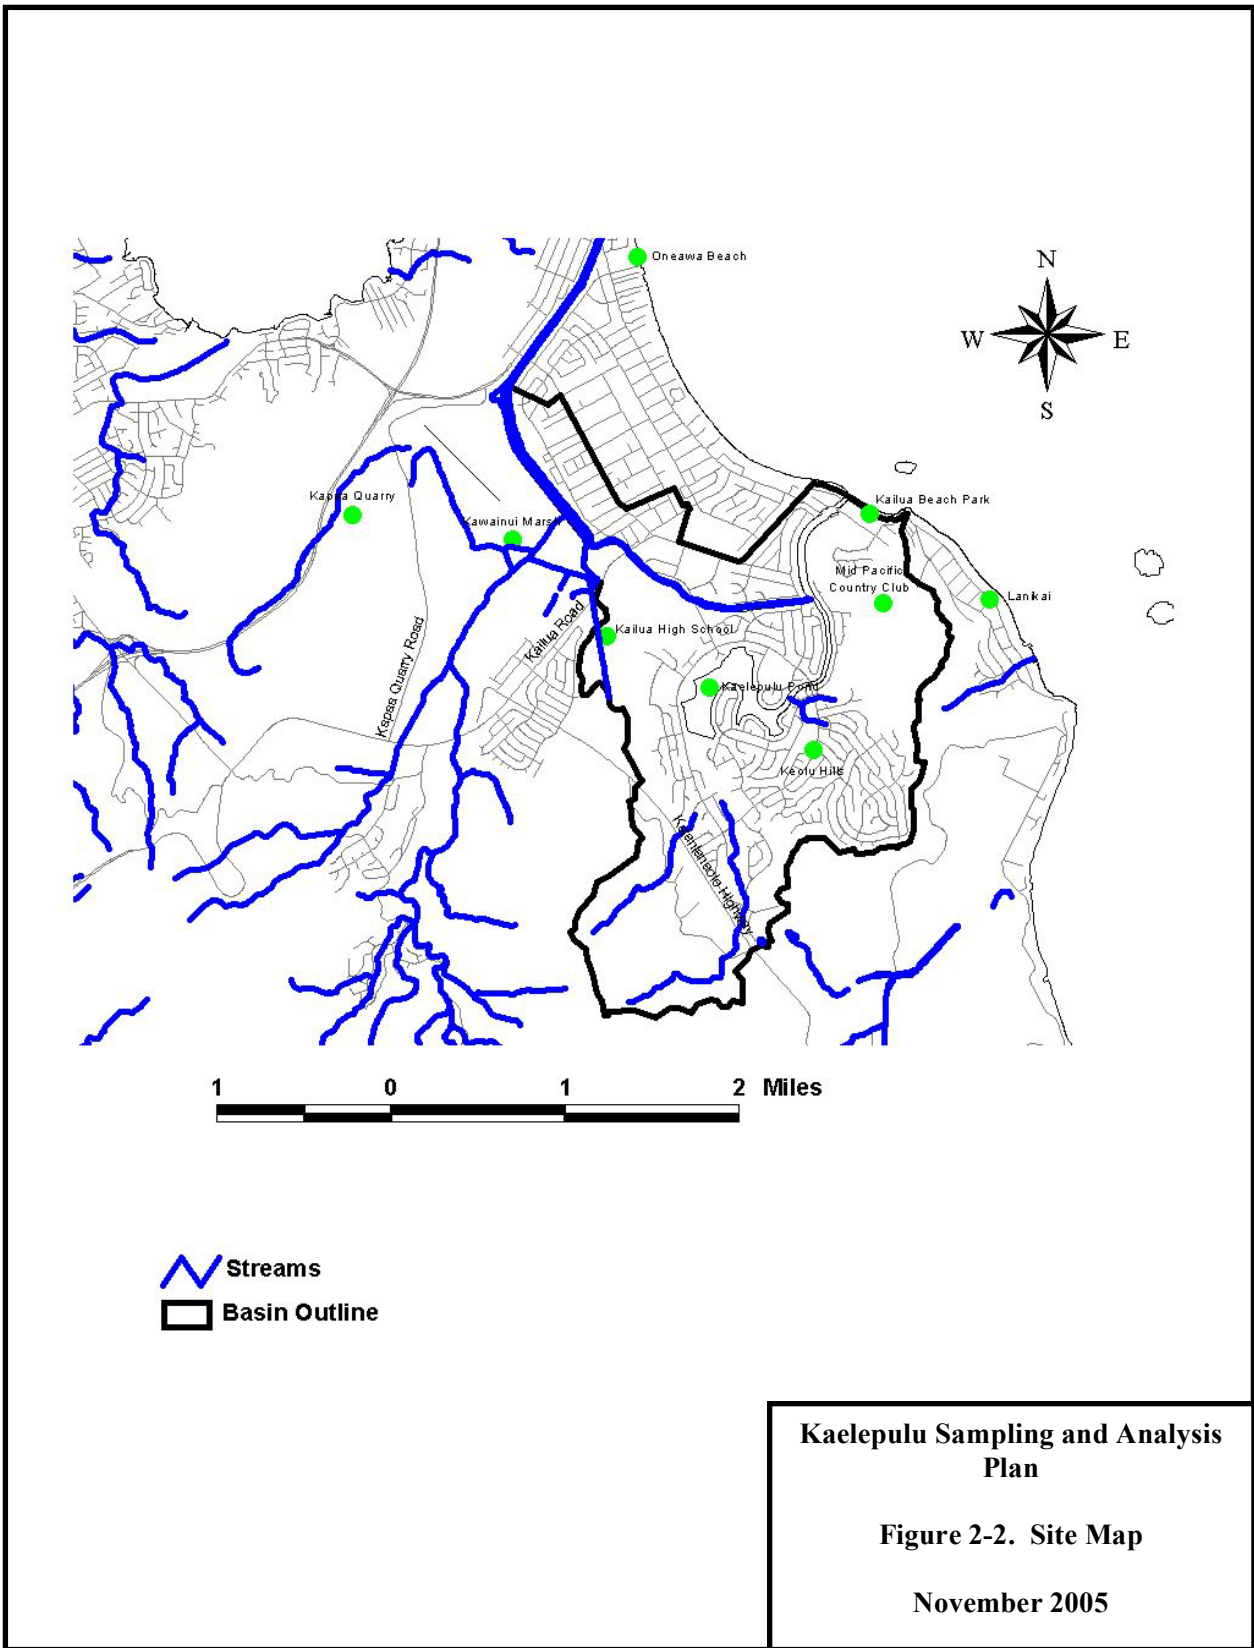 Oneawa Beach
N
W
E
S
Kapaa Quarry
Kailua Beach Park
Kawainui Marsh
Mid Pacific
Country Club
Lanikai
Kailua High School
Kailua Road
Kapaa Quarry Road
Kaelepulu Pond
Keolu Hills
Kalanianaole Highway
1 0 1 2 Miles
Streams
Basin Outline
Kaelepulu Sampling and Analysis
Plan
Figure 2-2. Site Map
November 2005